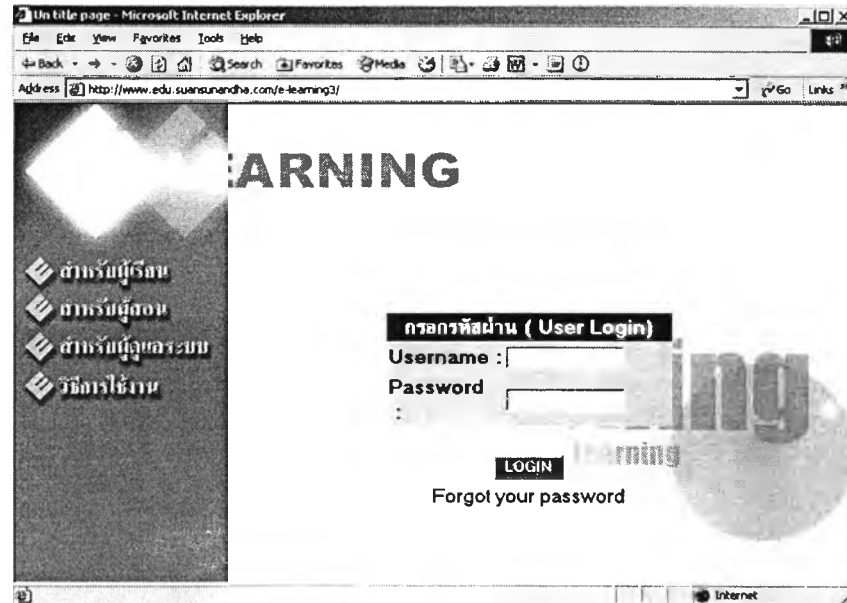 Un title page - Microsoft Internet Explorer
File Edit View Favorites Tools Help
Back Search Favorites Media
Address http://www.edu.suansunandha.com/e-learning3/ Go Links »
EARNING
สำหรับผู้เรียน
สำหรับผู้สอน
สำหรับผู้ดูแลระบบ
วิธีการใช้งาน
กรอกรหัสผ่าน ( User Login)
Username :
Password
:
ing
learning
LOGIN
Forgot your password
Internet